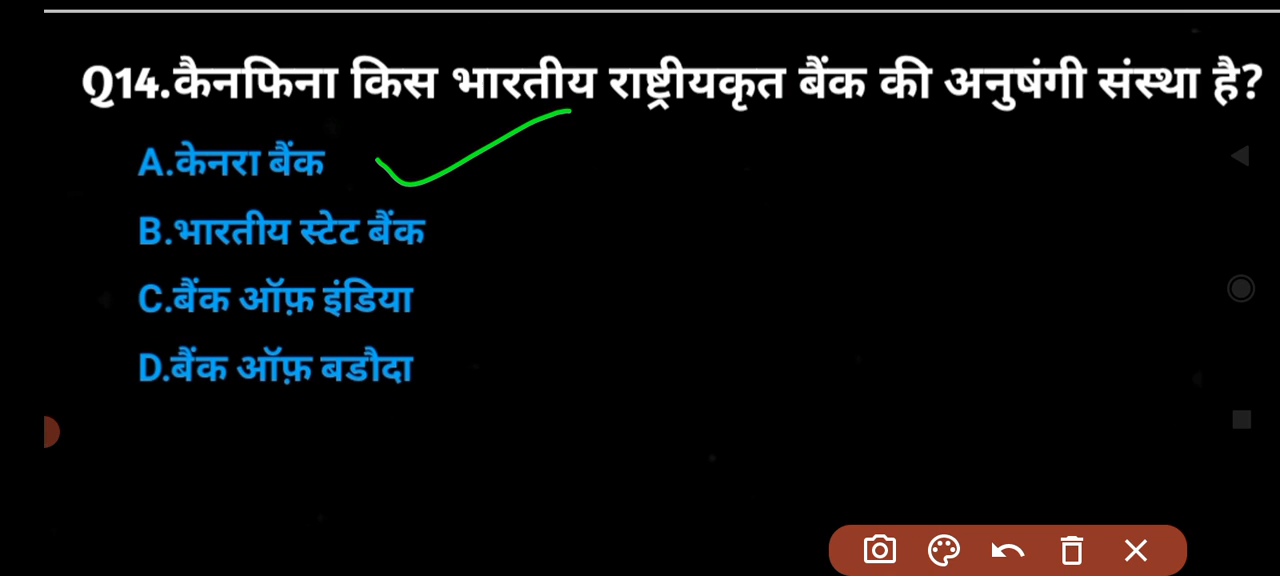 Q14.कैनफिना किस भारतीय राष्ट्रीयकृत बैंक की अनुषंगी संस्था है?
A.केनरा बैंक
B.भारतीय स्टेट बैंक
C.बैंक ऑफ़ इंडिया
D.बैंक ऑफ़ बडौदा